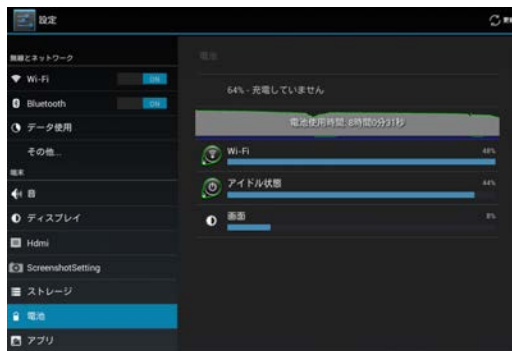 設定
無線とネットワーク
Wi-Fi
ON
Bluetooth
ON
データ使用
その他...
端末
音
ディスプレイ
Hdmi
ScreenshotSetting
ストレージ
電池
アプリ
電池
64% - 充電していません
電池使用時間: 8時間0分31秒
Wi-Fi
48%
アイドル状態
44%
画面
8%